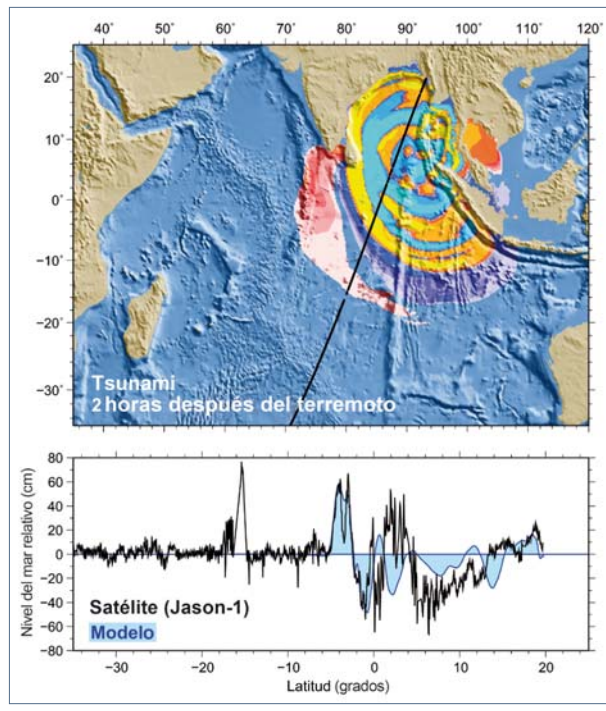 40° 50° 60° 70° 80° 90° 100° 110° 120°
20°
10°
0°
−10°
−20°
−30°
Tsunami
2 horas después del terremoto
80
60
40
20
0
−20
−40
−60
−80
Nivel del mar relativo (cm)
Satélite (Jason-1)
Modelo
−30 −20 −10 0 10 20
Latitud (grados)